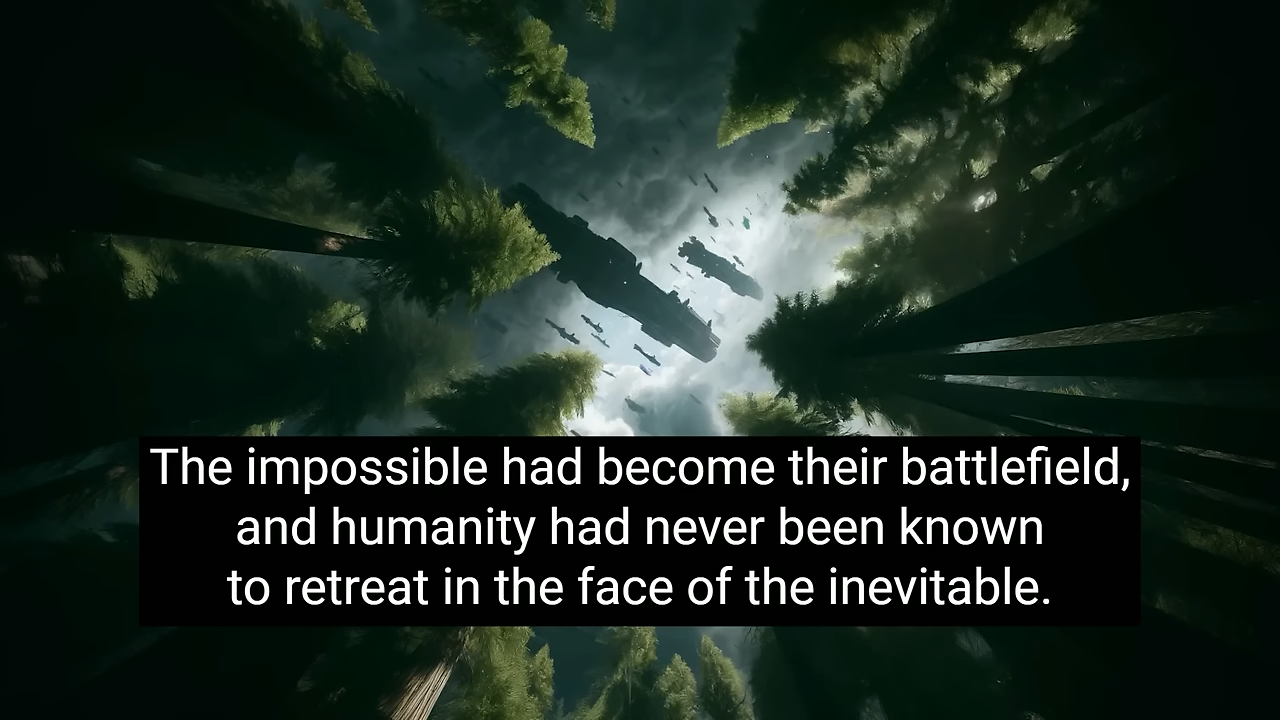 The impossible had become their battlefield,
and humanity had never been known
to retreat in the face of the inevitable.